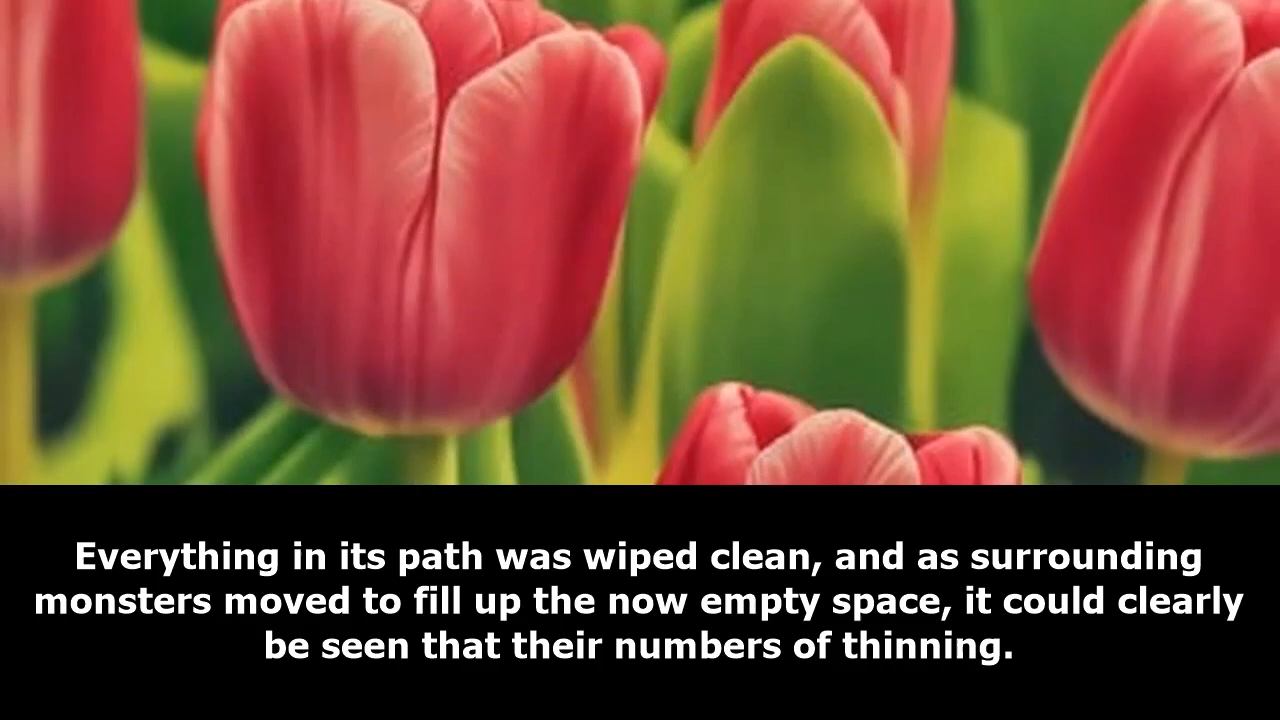 Everything in its path was wiped clean, and as surrounding
monsters moved to fill up the now empty space, it could clearly
be seen that their numbers of thinning.